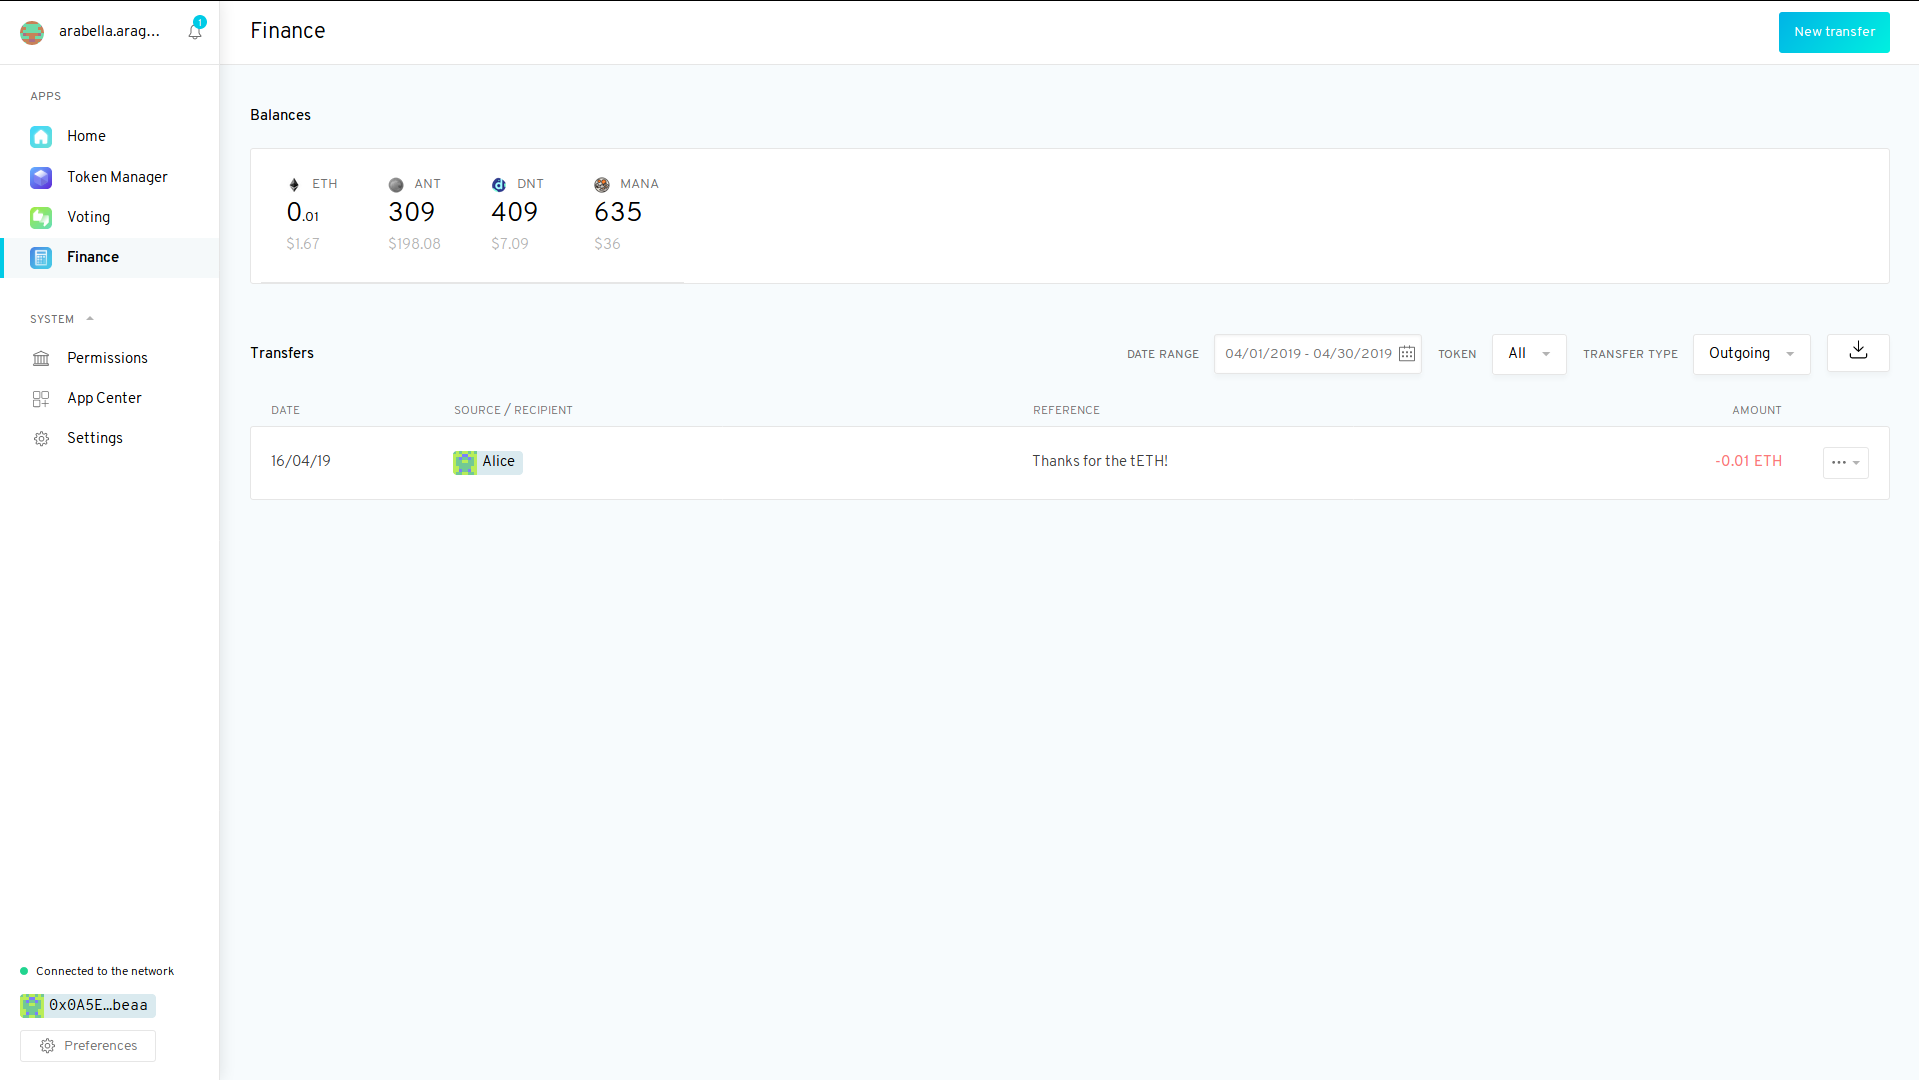 arabella.arag...
1
Finance
New transfer
APPS
Home
Token Manager
Voting
Finance
SYSTEM
Permissions
App Center
Settings
Balances
ETH ANT DNT MANA
0.01 309 409 635
$1.67 $198.08 $7.09 $36
Transfers
DATE RANGE 04/01/2019 - 04/30/2019 TOKEN All TRANSFER TYPE Outgoing
DATE SOURCE / RECIPIENT REFERENCE AMOUNT
16/04/19 Alice Thanks for the tETH! -0.01 ETH
Connected to the network
0x0A5E…beaa
Preferences